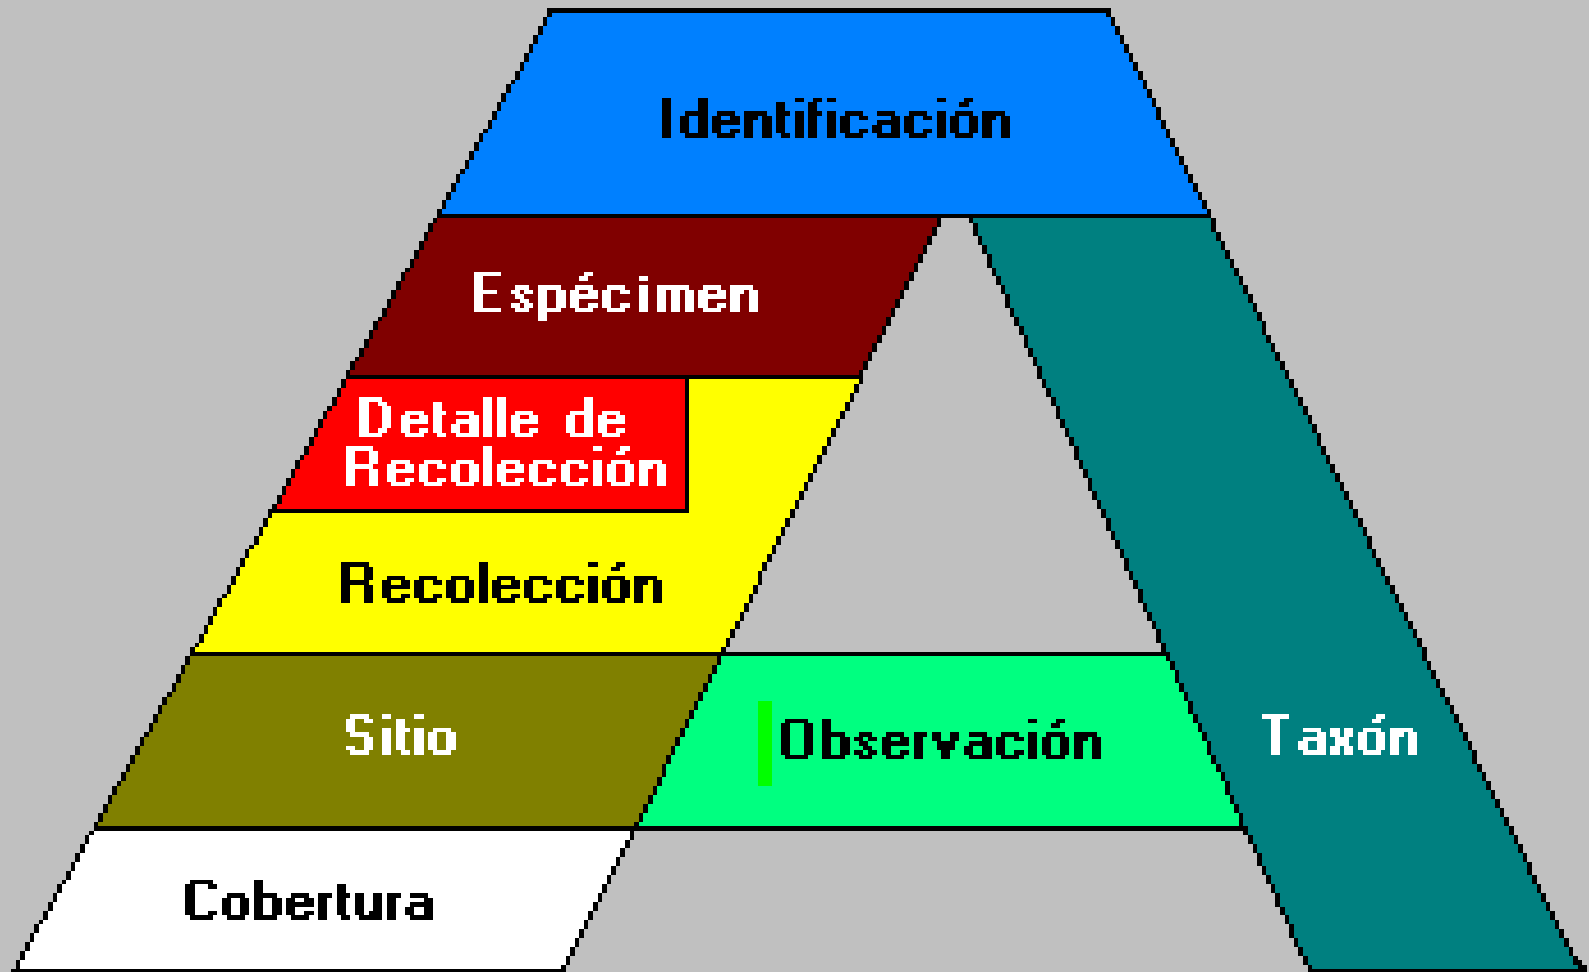 Identificación
Espécimen
Detalle de
Recolección
Recolección
Sitio
Observación
Taxón
Cobertura